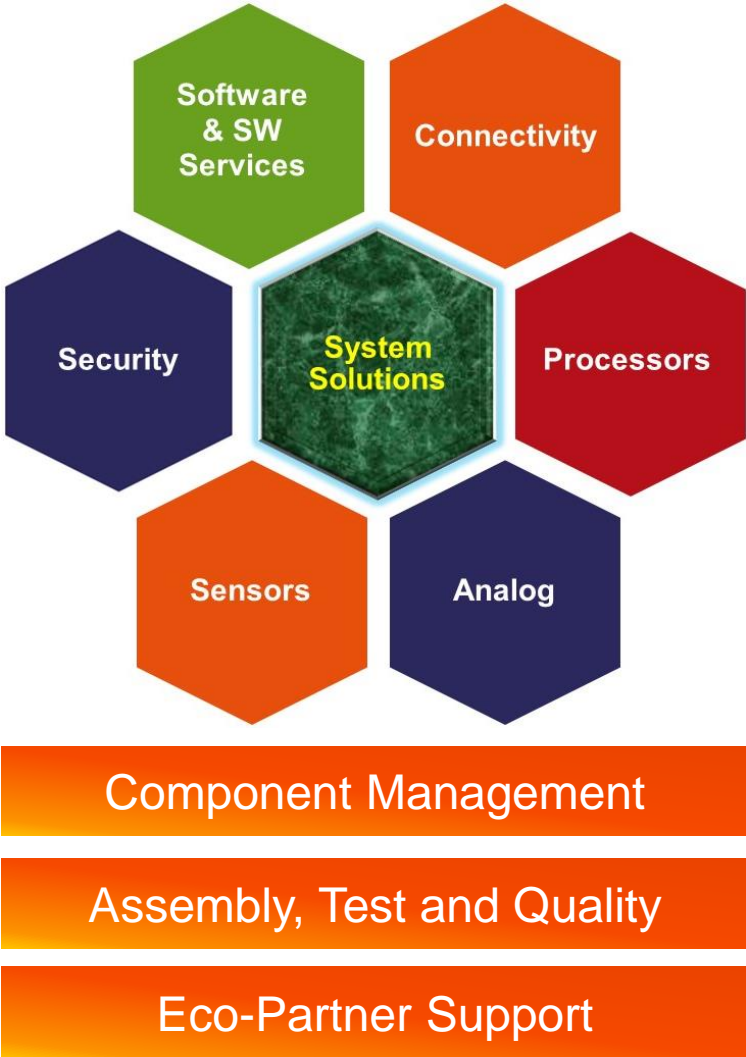 Software
& SW
Services
Connectivity
Security
System
Solutions
Processors
Sensors
Analog
Component Management
Assembly, Test and Quality
Eco-Partner Support